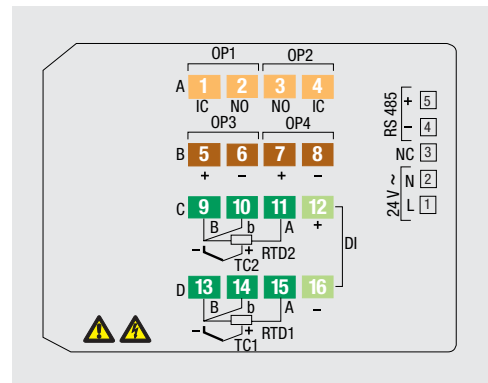 OP1 OP2
A 1 2 3 4
IC NO NO IC
OP3 OP4
B 5 6 7 8
+ − + −
C 9 10 11 12
B b A +
− + RTD2
TC2
DI
D 13 14 15 16
B b A −
− + RTD1
TC1
RS 485
+ 5
− 4
NC 3
24 V ~
N 2
L 1